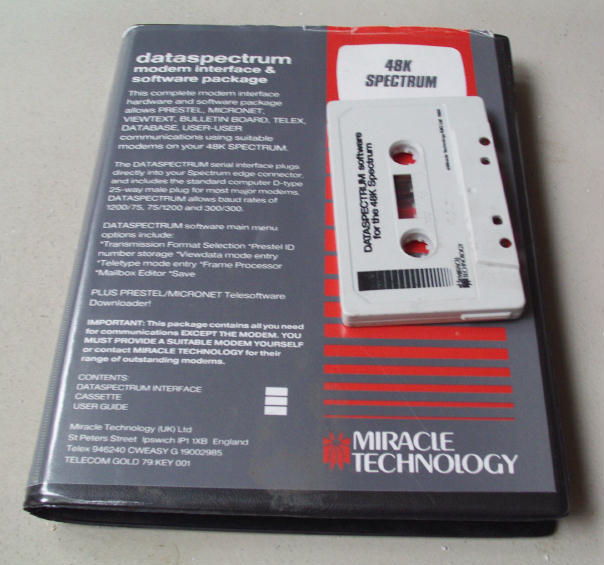 dataspectrum
modem interface &
software package
This complete modem interface
hardware and software package
allows PRESTEL, MICRONET,
VIEWTEXT, BULLETIN BOARD, TELEX,
DATABASE, USER-USER
communications using suitable
modems on your 48K SPECTRUM.
The DATASPECTRUM serial interface plugs
directly into your Spectrum edge connector,
and includes the standard computer D-type
25-way male plug for most major modems.
DATASPECTRUM allows baud rates of
1200/75, 75/1200 and 300/300.
DATASPECTRUM software main menu
options include:
*Transmission Format Selection *Prestel ID
number storage *Viewdata mode entry
*Teletype mode entry *Frame Processor
*Mailbox Editor *Save
PLUS PRESTEL/MICRONET Telesoftware
Downloader!
IMPORTANT: This package contains all you need
for communications EXCEPT THE MODEM. YOU
MUST PROVIDE A SUITABLE MODEM YOURSELF
or contact MIRACLE TECHNOLOGY for their
range of outstanding modems.
CONTENTS:
DATASPECTRUM INTERFACE
CASSETTE
USER GUIDE
Miracle Technology (UK) Ltd
St Peters Street Ipswich IP1 1XB England
Telex 946240 CWEASY G 19002985
TELECOM GOLD 79:KEY 001
48K
SPECTRUM
DATASPECTRUM software
for the 48K Spectrum
MIRACLE
TECHNOLOGY
MIRACLE
TECHNOLOGY